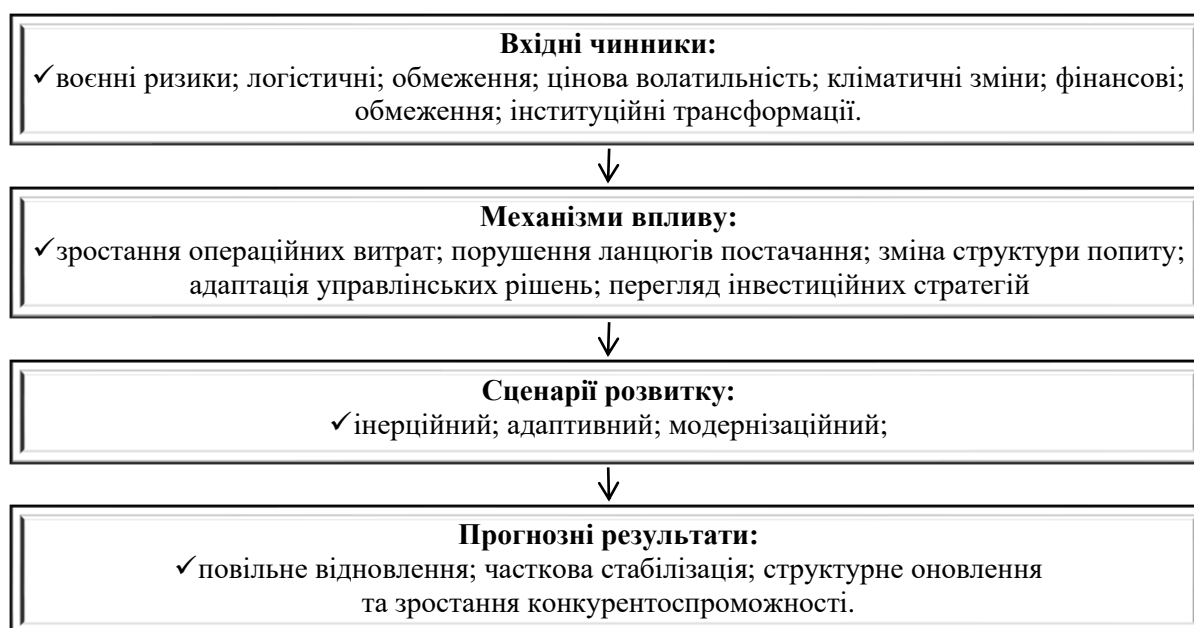 Вхідні чинники:
✓воєнні ризики; логістичні; обмеження; цінова волатильність; кліматичні зміни; фінансові;
обмеження; інституційні трансформації.
Механізми впливу:
✓зростання операційних витрат; порушення ланцюгів постачання; зміна структури попиту;
адаптація управлінських рішень; перегляд інвестиційних стратегій
Сценарії розвитку:
✓інерційний; адаптивний; модернізаційний;
Прогнозні результати:
✓повільне відновлення; часткова стабілізація; структурне оновлення
та зростання конкурентоспроможності.